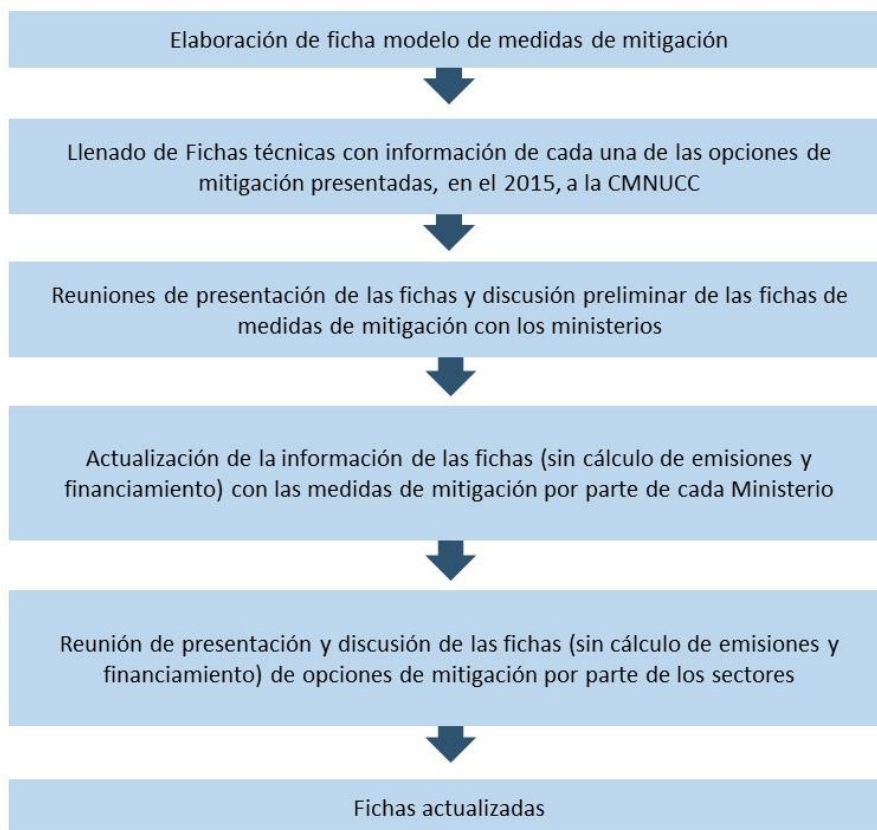 Elaboración de ficha modelo de medidas de mitigación
Llenado de Fichas técnicas con información de cada una de las opciones de
mitigación presentadas, en el 2015, a la CMNUCC
Reuniones de presentación de las fichas y discusión preliminar de las fichas de
medidas de mitigación con los ministerios
Actualización de la información de las fichas (sin cálculo de emisiones y
financiamiento) con las medidas de mitigación por parte de cada Ministerio
Reunión de presentación y discusión de las fichas (sin cálculo de emisiones y
financiamiento) de opciones de mitigación por parte de los sectores
Fichas actualizadas